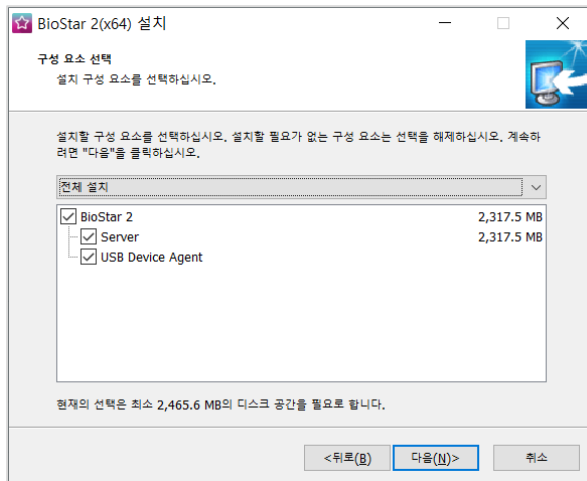 BioStar 2(x64) 설치
구성 요소 선택
설치 구성 요소를 선택하십시오.
설치할 구성 요소를 선택하십시오. 설치할 필요가 없는 구성 요소는 선택을 해제하십시오. 계속하
려면 "다음"을 클릭하십시오.
전체 설치
BioStar 2 2,317.5 MB
Server 2,317.5 MB
USB Device Agent
현재의 선택은 최소 2,465.6 MB의 디스크 공간을 필요로 합니다.
<뒤로(B) 다음(N)> 취소